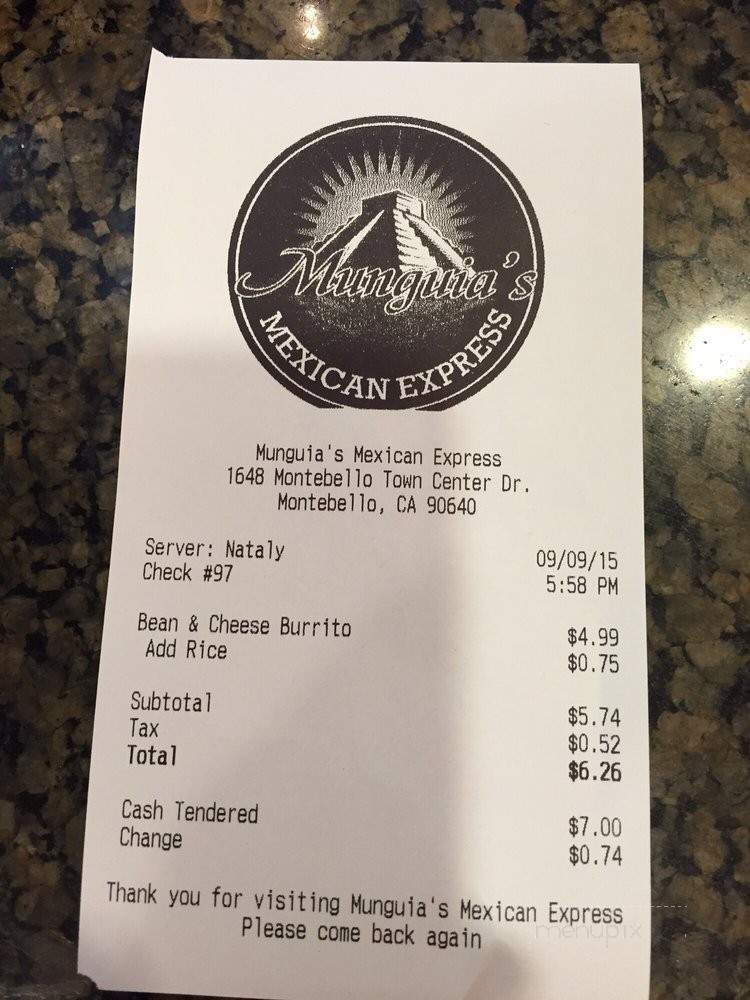 Munguia's
MEXICAN EXPRESS
Munguia's Mexican Express
1648 Montebello Town Center Dr.
Montebello, CA 90640
Server: Nataly 09/09/15
Check #97 5:58 PM
Bean & Cheese Burrito $4.99
Add Rice $0.75
Subtotal $5.74
Tax $0.52
Total $6.26
Cash Tendered $7.00
Change $0.74
Thank you for visiting Munguia's Mexican Express
Please come back again
menupix